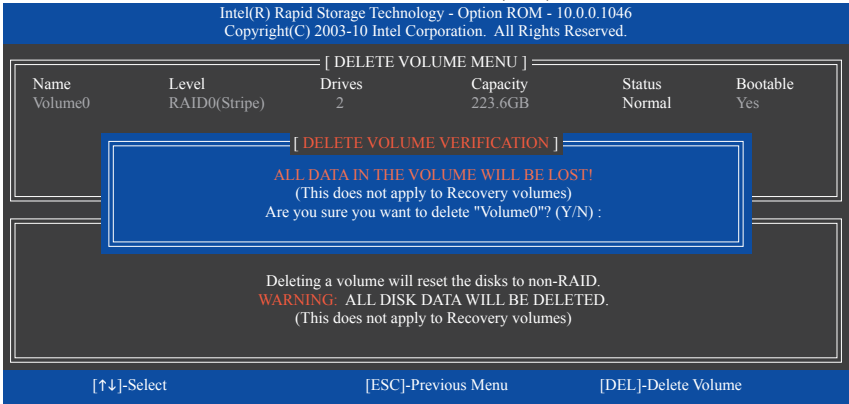 Intel(R) Rapid Storage Technology - Option ROM - 10.0.0.1046
Copyright(C) 2003-10 Intel Corporation. All Rights Reserved.
[ DELETE VOLUME MENU ]
Name Level Drives Capacity Status Bootable
Volume0 RAID0(Stripe) 2 223.6GB Normal Yes
[ DELETE VOLUME VERIFICATION ]
ALL DATA IN THE VOLUME WILL BE LOST!
(This does not apply to Recovery volumes)
Are you sure you want to delete "Volume0"? (Y/N) :
Deleting a volume will reset the disks to non-RAID.
WARNING: ALL DISK DATA WILL BE DELETED.
(This does not apply to Recovery volumes)
[↑↓]-Select [ESC]-Previous Menu [DEL]-Delete Volume